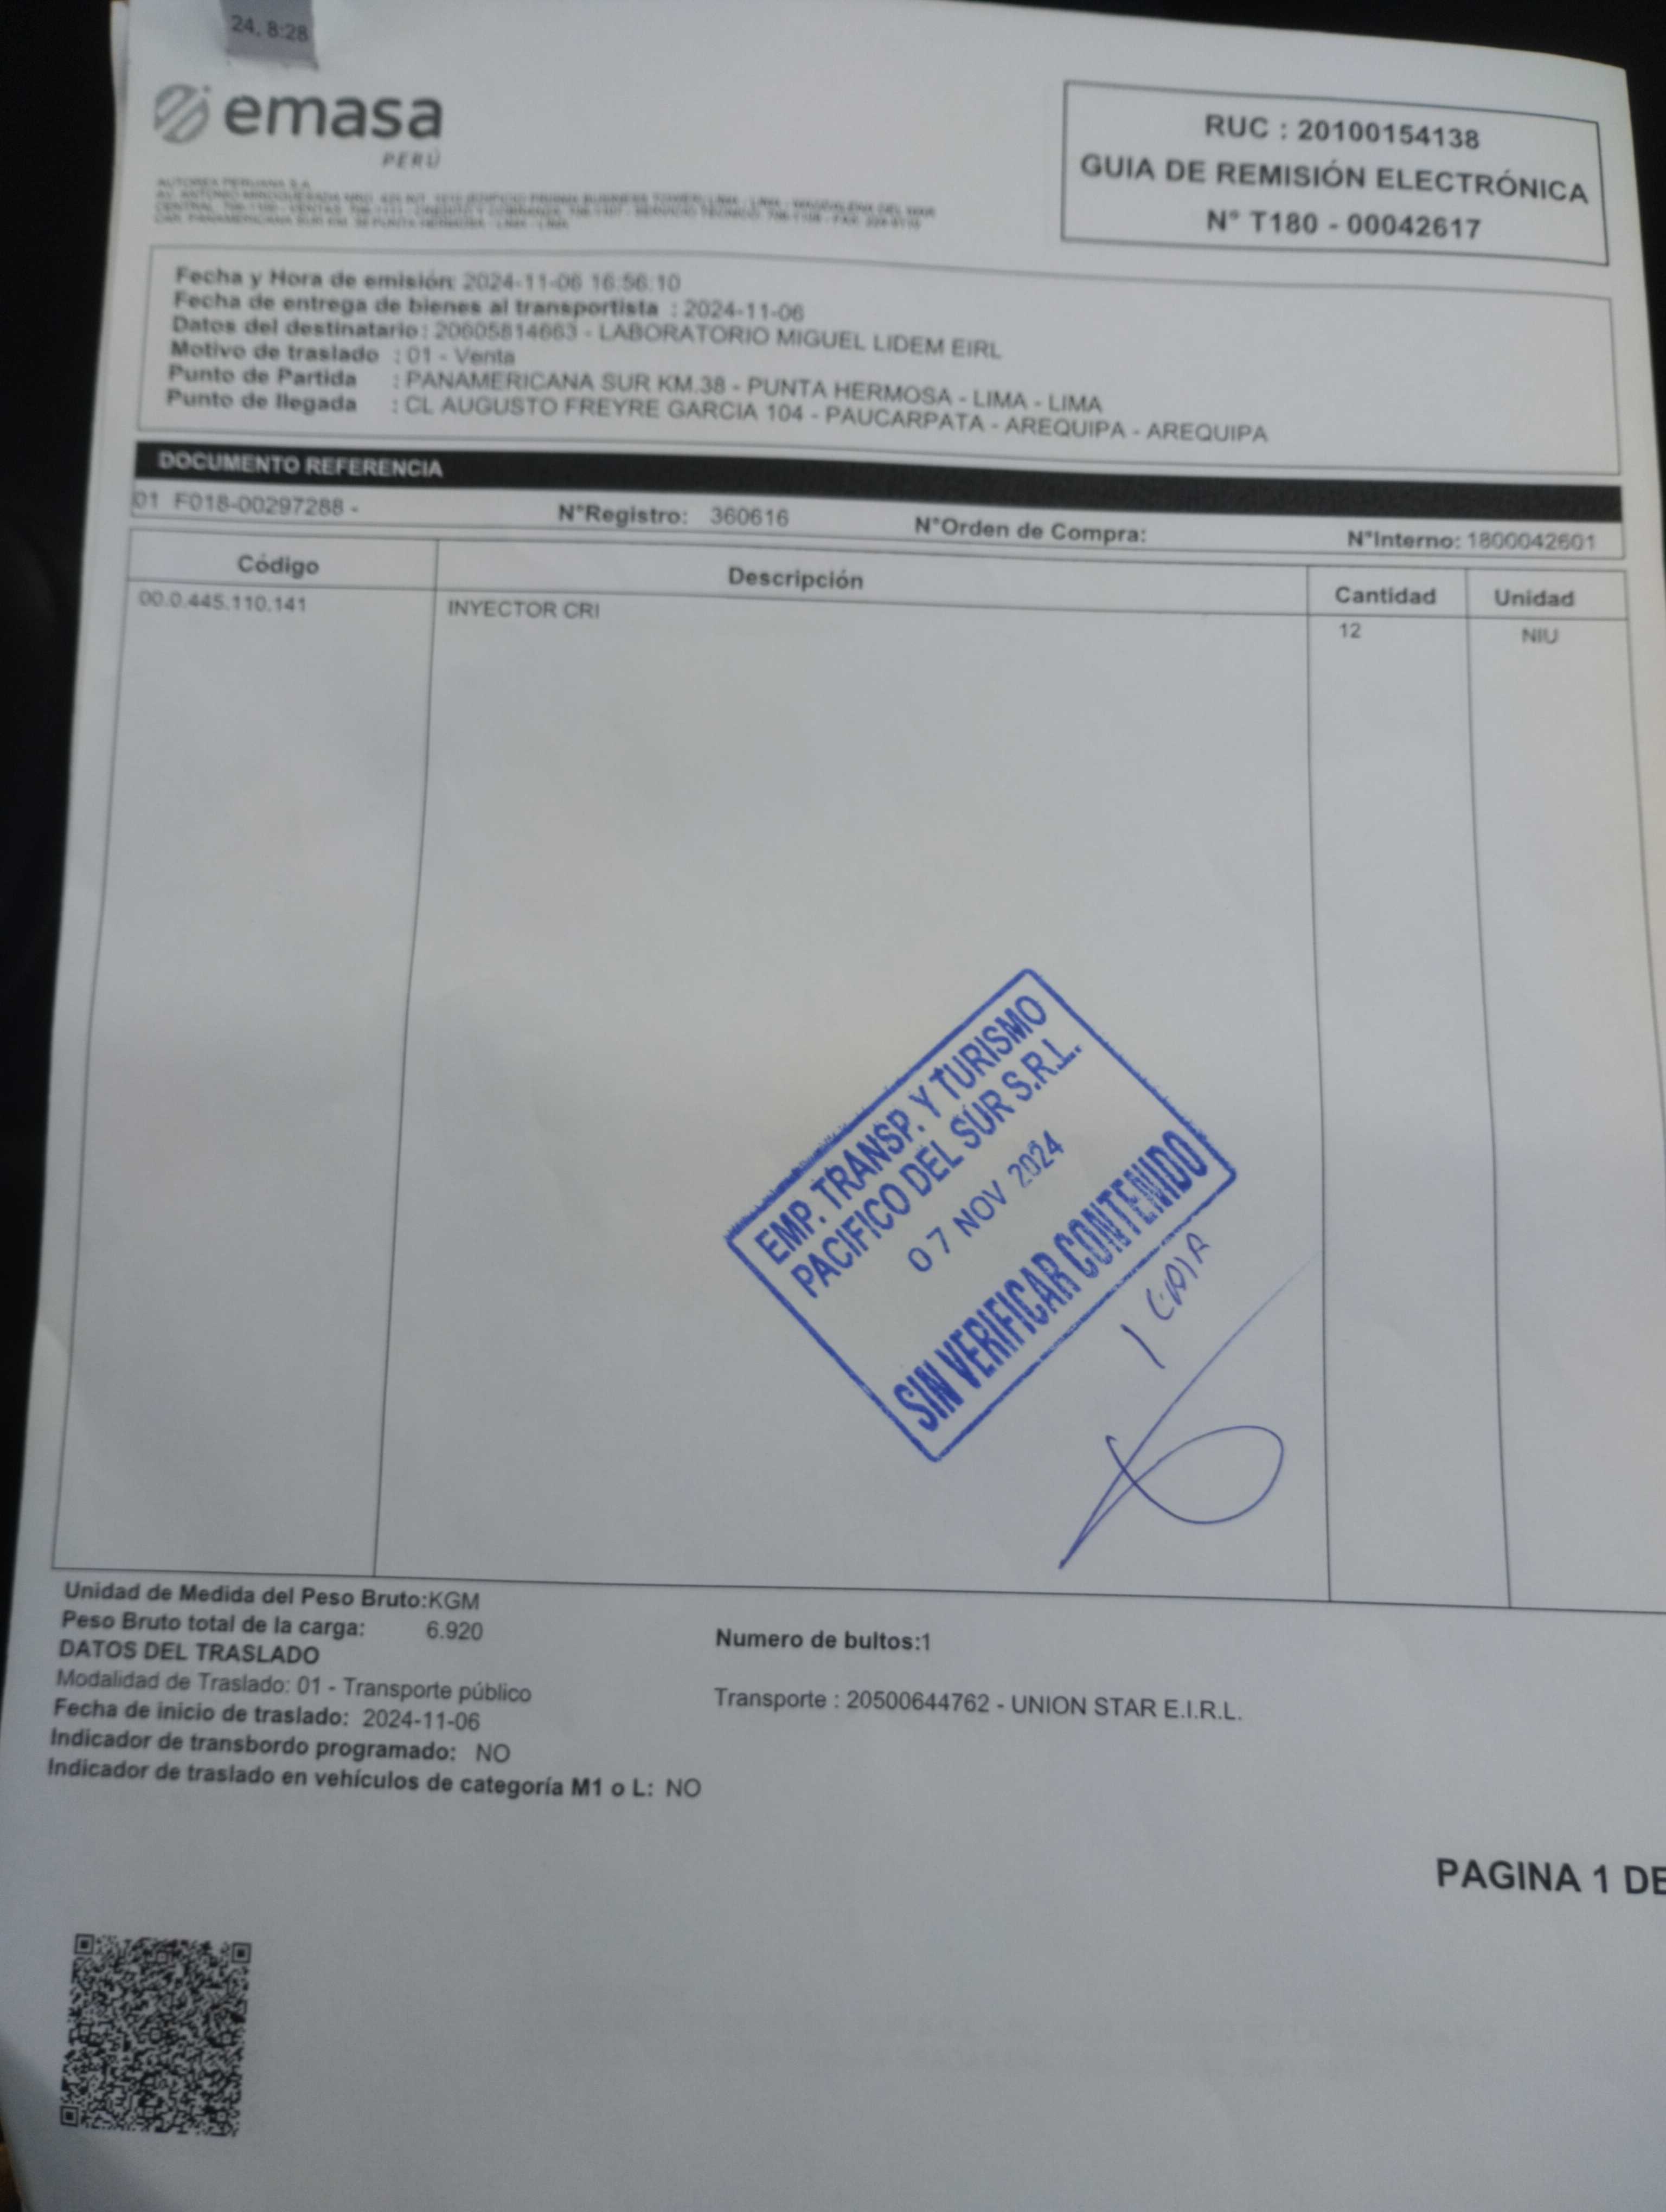 24, 8:28
emasa
PERÚ
AUTOREX PERUANA S.A.
RUC : 20100154138
GUIA DE REMISIÓN ELECTRÓNICA
N° T180 - 00042617
Fecha y Hora de emisión: 2024-11-06 16:56:10
Fecha de entrega de bienes al transportista : 2024-11-06
Datos del destinatario : 20605814663 - LABORATORIO MIGUEL LIDEM EIRL
Motivo de traslado : 01 - Venta
Punto de Partida : PANAMERICANA SUR KM.38 - PUNTA HERMOSA - LIMA - LIMA
Punto de llegada : CL AUGUSTO FREYRE GARCIA 104 - PAUCARPATA - AREQUIPA - AREQUIPA
DOCUMENTO REFERENCIA
01 F018-00297288 - N°Registro: 360616 N°Orden de Compra: N°Interno: 1800042601
Código Descripción Cantidad Unidad
00.0.445.110.141 INYECTOR CRI 12 NIU
EMP. TRANSP. Y TURISMO
PACIFICO DEL SUR S.R.L.
07 NOV 2024
SIN VERIFICAR CONTENIDO
1 CAJA
Unidad de Medida del Peso Bruto:KGM
Peso Bruto total de la carga: 6.920 Numero de bultos:1
DATOS DEL TRASLADO
Modalidad de Traslado: 01 - Transporte público Transporte : 20500644762 - UNION STAR E.I.R.L.
Fecha de inicio de traslado: 2024-11-06
Indicador de transbordo programado: NO
Indicador de traslado en vehículos de categoría M1 o L: NO
PAGINA 1 DE